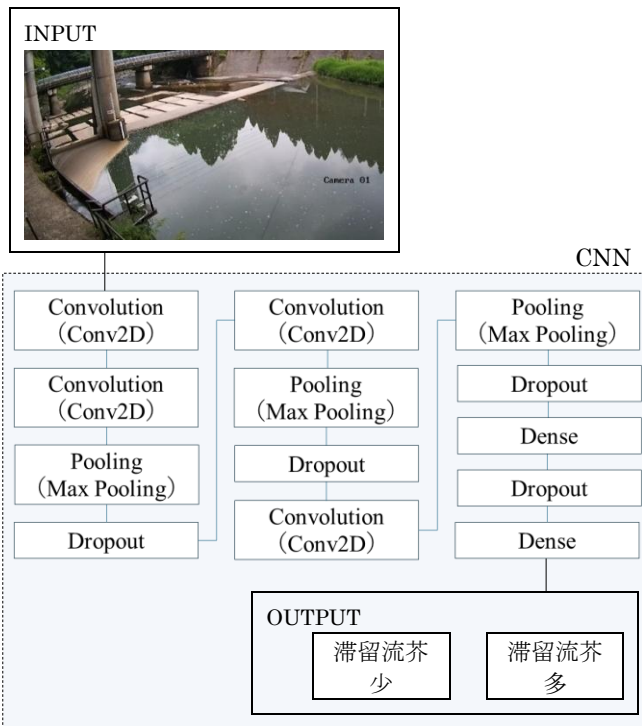 INPUT
Camera 01
CNN
Convolution
(Conv2D)
Convolution
(Conv2D)
Pooling
(Max Pooling)
Dropout
Convolution
(Conv2D)
Pooling
(Max Pooling)
Dropout
Convolution
(Conv2D)
Pooling
(Max Pooling)
Dropout
Dense
Dropout
Dense
OUTPUT
滞留流芥
少
滞留流芥
多